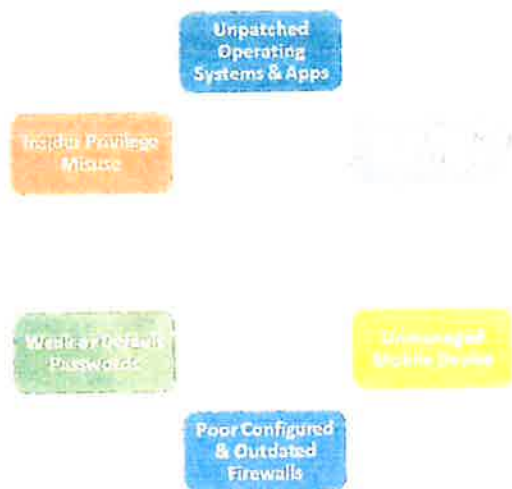 Unpatched
Operating
Systems & Apps
Insider Privilege
Misuse
Weak or Default
Passwords
Unmanaged
Mobile Device
Poor Configured
& Outdated
Firewalls